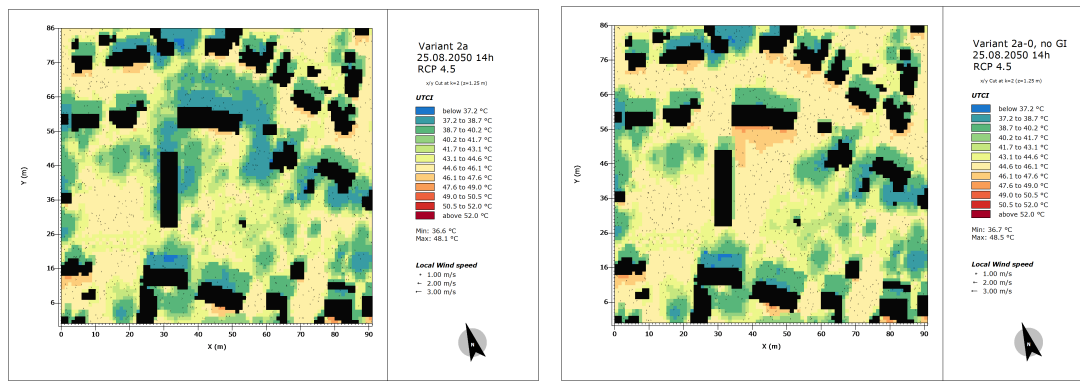 Variant 2a
25.08.2050 14h
RCP 4.5
x/y Cut at k=2 (z=1.25 m)
UTCI
below 37.2 °C
37.2 to 38.7 °C
38.7 to 40.2 °C
40.2 to 41.7 °C
41.7 to 43.1 °C
43.1 to 44.6 °C
44.6 to 46.1 °C
46.1 to 47.6 °C
47.6 to 49.0 °C
49.0 to 50.5 °C
50.5 to 52.0 °C
above 52.0 °C
Min: 36.6 °C
Max: 48.1 °C
Local Wind speed
1.00 m/s
2.00 m/s
3.00 m/s
N
Y (m)
86
76
66
56
46
36
26
16
6
0 10 20 30 40 50 60 70 80 90
X (m)
Variant 2a-0, no GI
25.08.2050 14h
RCP 4.5
x/y Cut at k=2 (z=1.25 m)
UTCI
below 37.2 °C
37.2 to 38.7 °C
38.7 to 40.2 °C
40.2 to 41.7 °C
41.7 to 43.1 °C
43.1 to 44.6 °C
44.6 to 46.1 °C
46.1 to 47.6 °C
47.6 to 49.0 °C
49.0 to 50.5 °C
50.5 to 52.0 °C
above 52.0 °C
Min: 36.7 °C
Max: 48.5 °C
Local Wind speed
1.00 m/s
2.00 m/s
3.00 m/s
N
Y (m)
86
76
66
56
46
36
26
16
6
0 10 20 30 40 50 60 70 80 90
X (m)